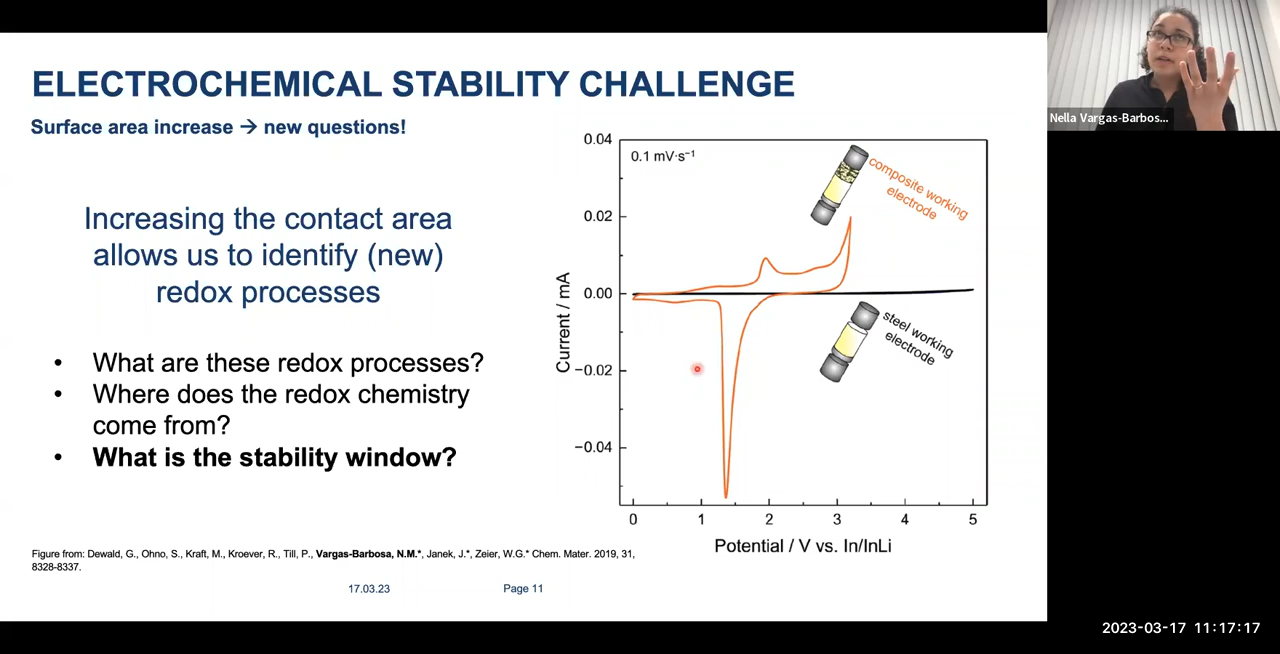 ELECTROCHEMICAL STABILITY CHALLENGE
Surface area increase → new questions!
Increasing the contact area
allows us to identify (new)
redox processes
• What are these redox processes?
• Where does the redox chemistry
come from?
• What is the stability window?
0.04
0.02
0.00
−0.02
−0.04
Current / mA
0.1 mV·s⁻¹
composite working
electrode
steel working
electrode
0 1 2 3 4 5
Potential / V vs. In/InLi
Figure from: Dewald, G., Ohno, S., Kraft, M., Kroever, R., Till, P., Vargas-Barbosa, N.M.*, Janek, J.*, Zeier, W.G.* Chem. Mater. 2019, 31,
8328-8337.
17.03.23
Page 11
Nella Vargas-Barbos...
2023-03-17 11:17:17